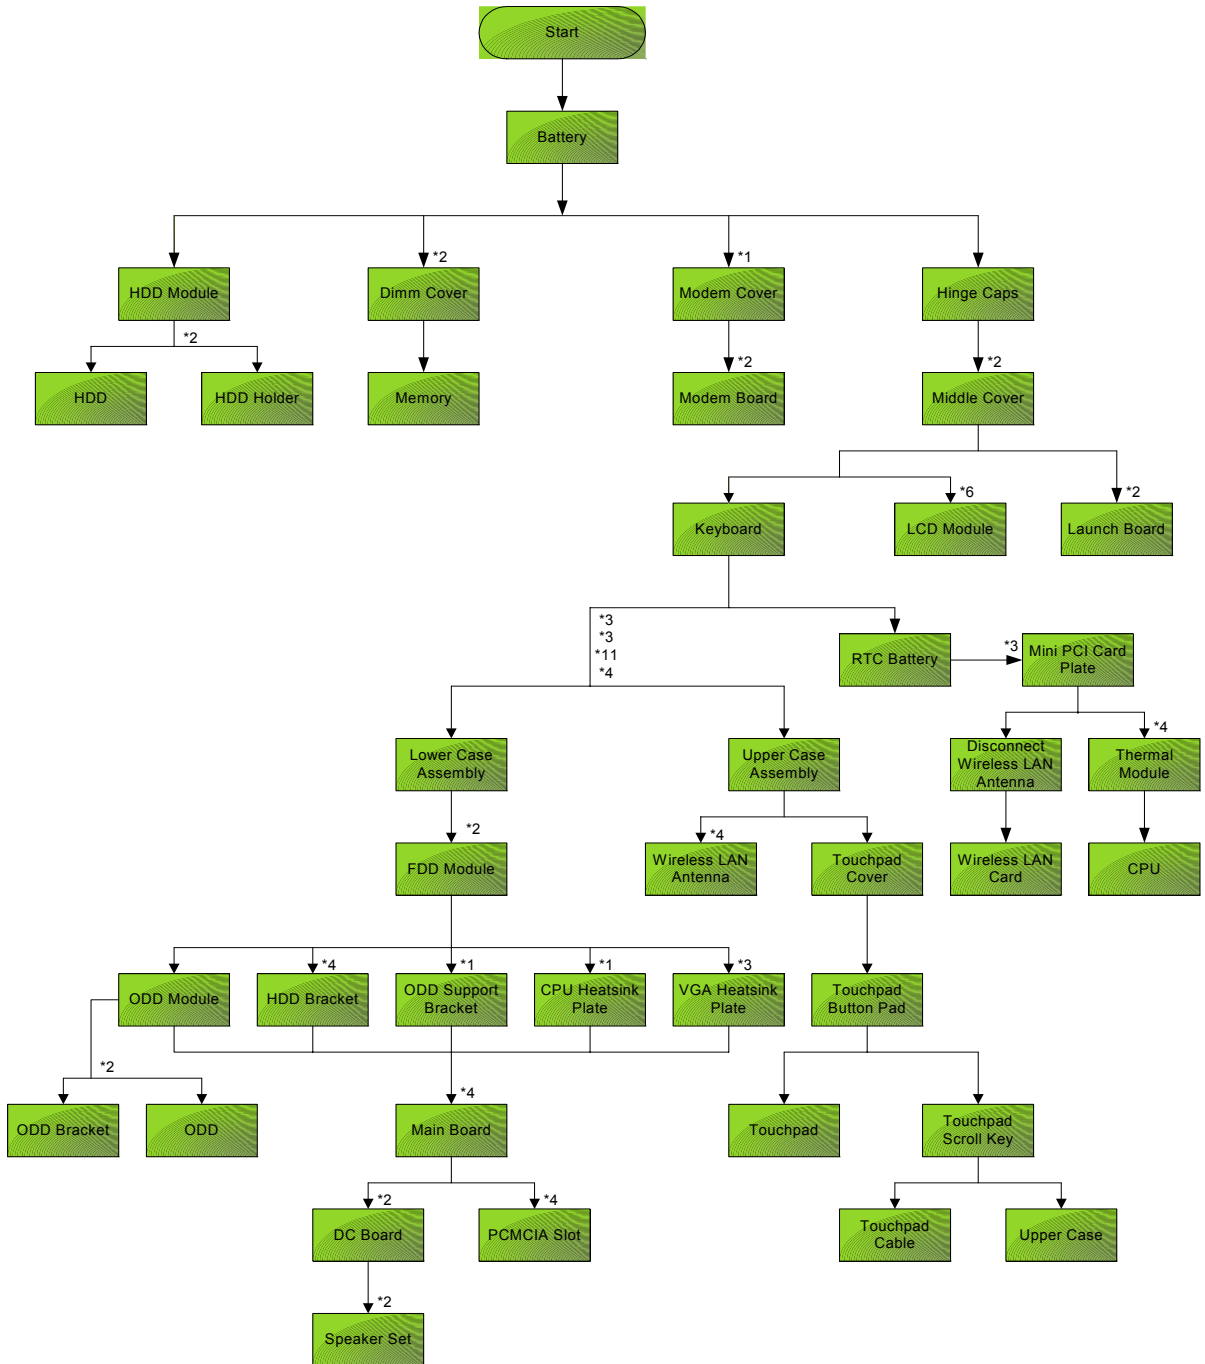 Start
Battery
*2
*1
HDD Module
Dimm Cover
Modem Cover
Hinge Caps
*2
*2
*2
HDD
HDD Holder
Memory
Modem Board
Middle Cover
*6
*2
Keyboard
LCD Module
Launch Board
*3
*3
*11
*4
RTC Battery
*3
Mini PCI Card
Plate
*4
Lower Case
Assembly
Upper Case
Assembly
Disconnect
Wireless LAN
Antenna
Thermal
Module
*2
*4
FDD Module
Wireless LAN
Antenna
Touchpad
Cover
Wireless LAN
Card
CPU
*4
*1
*1
*3
ODD Module
HDD Bracket
ODD Support
Bracket
CPU Heatsink
Plate
VGA Heatsink
Plate
Touchpad
Button Pad
*2
*4
ODD Bracket
ODD
Main Board
Touchpad
Touchpad
Scroll Key
*2
*4
DC Board
PCMCIA Slot
Touchpad
Cable
Upper Case
*2
Speaker Set